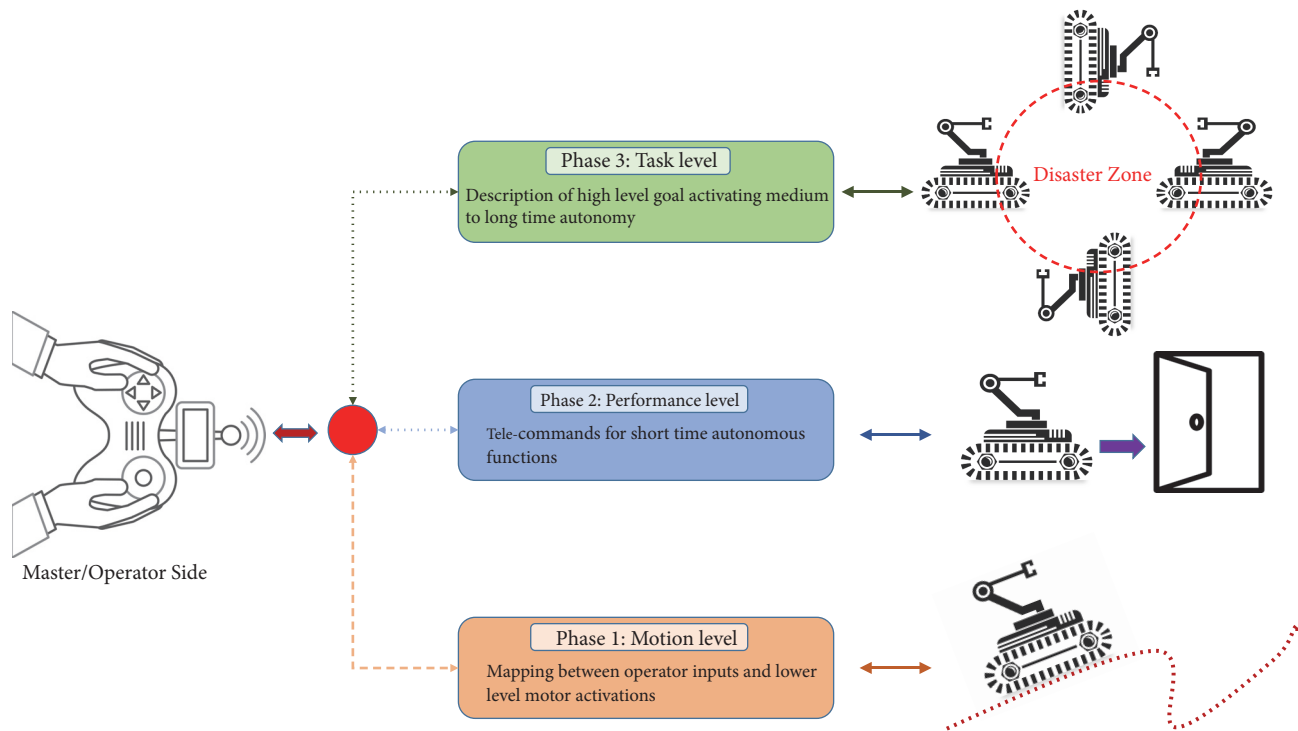 Phase 3: Task level
Description of high level goal activating medium
to long time autonomy
Disaster Zone
Phase 2: Performance level
Tele-commands for short time autonomous
functions
Master/Operator Side
Phase 1: Motion level
Mapping between operator inputs and lower
level motor activations